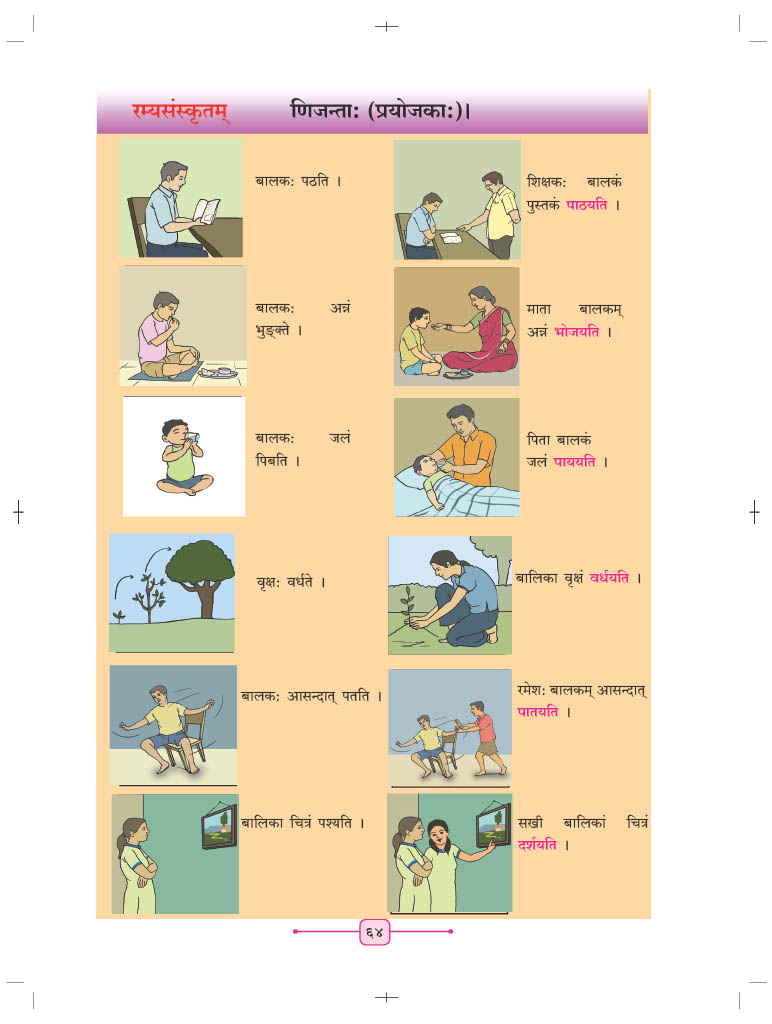 रम्यसंस्कृतम् णिजन्ताः (प्रयोजकाः)।
बालकः पठति ।
शिक्षकः बालकं
पुस्तकं पाठयति ।
बालकः अन्नं
भुङ्क्ते ।
माता बालकम्
अन्नं भोजयति ।
बालकः जलं
पिबति ।
पिता बालकं
जलं पाययति ।
वृक्षः वर्धते ।
बालिका वृक्षं वर्धयति ।
बालकः आसन्दात् पतति ।
रमेशः बालकम् आसन्दात्
पातयति ।
बालिका चित्रं पश्यति ।
सखी बालिकां चित्रं
दर्शयति ।
६४